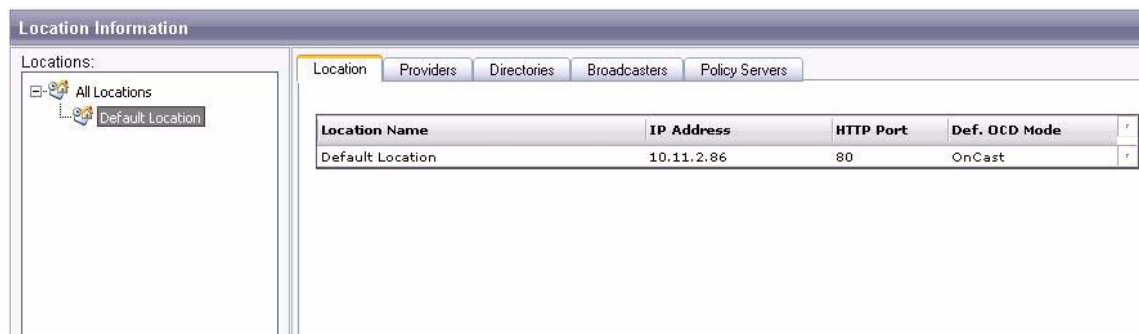 Location Information
Locations:
All Locations
Default Location
Location Providers Directories Broadcasters Policy Servers
Location Name IP Address HTTP Port Def. OCD Mode
Default Location 10.11.2.86 80 OnCast